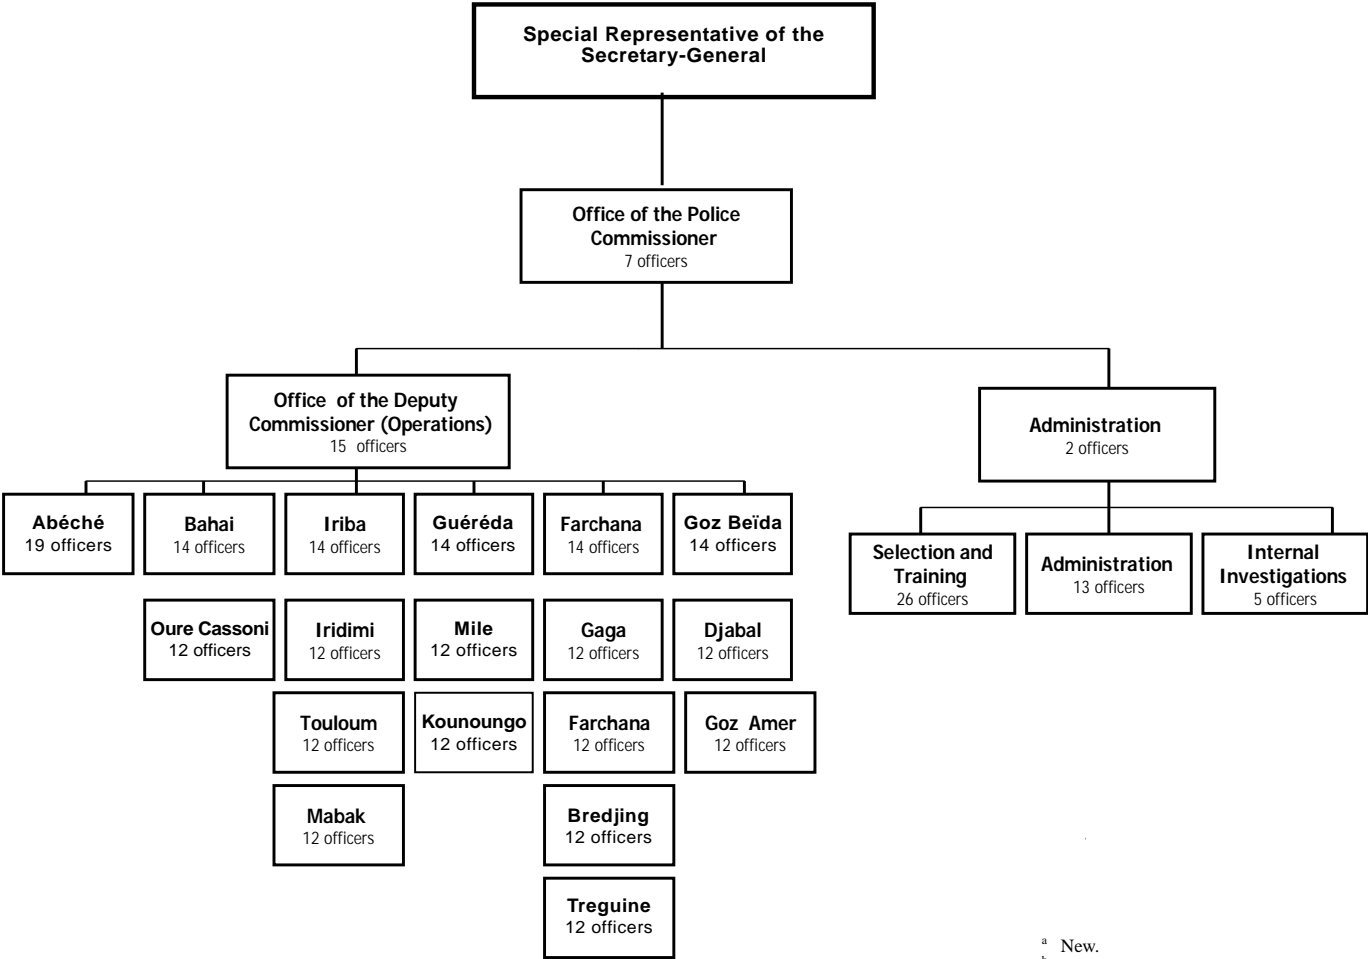 Special Representative of the
Secretary-General
Office of the Police
Commissioner
7 officers
Office of the Deputy
Commissioner (Operations)
15 officers
Administration
2 officers
Abéché
19 officers
Bahai
14 officers
Iriba
14 officers
Guéréda
14 officers
Farchana
14 officers
Goz Beïda
14 officers
Selection and
Training
26 officers
Administration
13 officers
Internal
Investigations
5 officers
Oure Cassoni
12 officers
Iridimi
12 officers
Mile
12 officers
Gaga
12 officers
Djabal
12 officers
Touloum
12 officers
Kounoungo
12 officers
Farchana
12 officers
Goz Amer
12 officers
Mabak
12 officers
Bredjing
12 officers
Treguine
12 officers
a New.